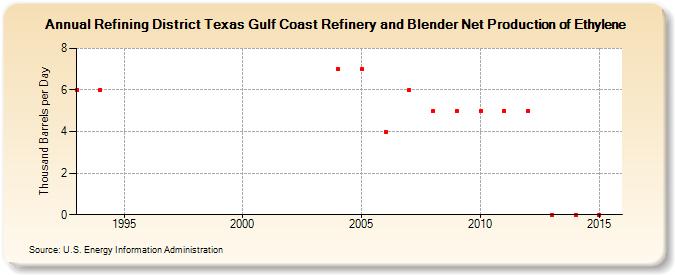 Annual Refining District Texas Gulf Coast Refinery and Blender Net Production of Ethylene
Thousand Barrels per Day
8
6
4
2
0
1995 2000 2005 2010 2015
Source: U.S. Energy Information Administration